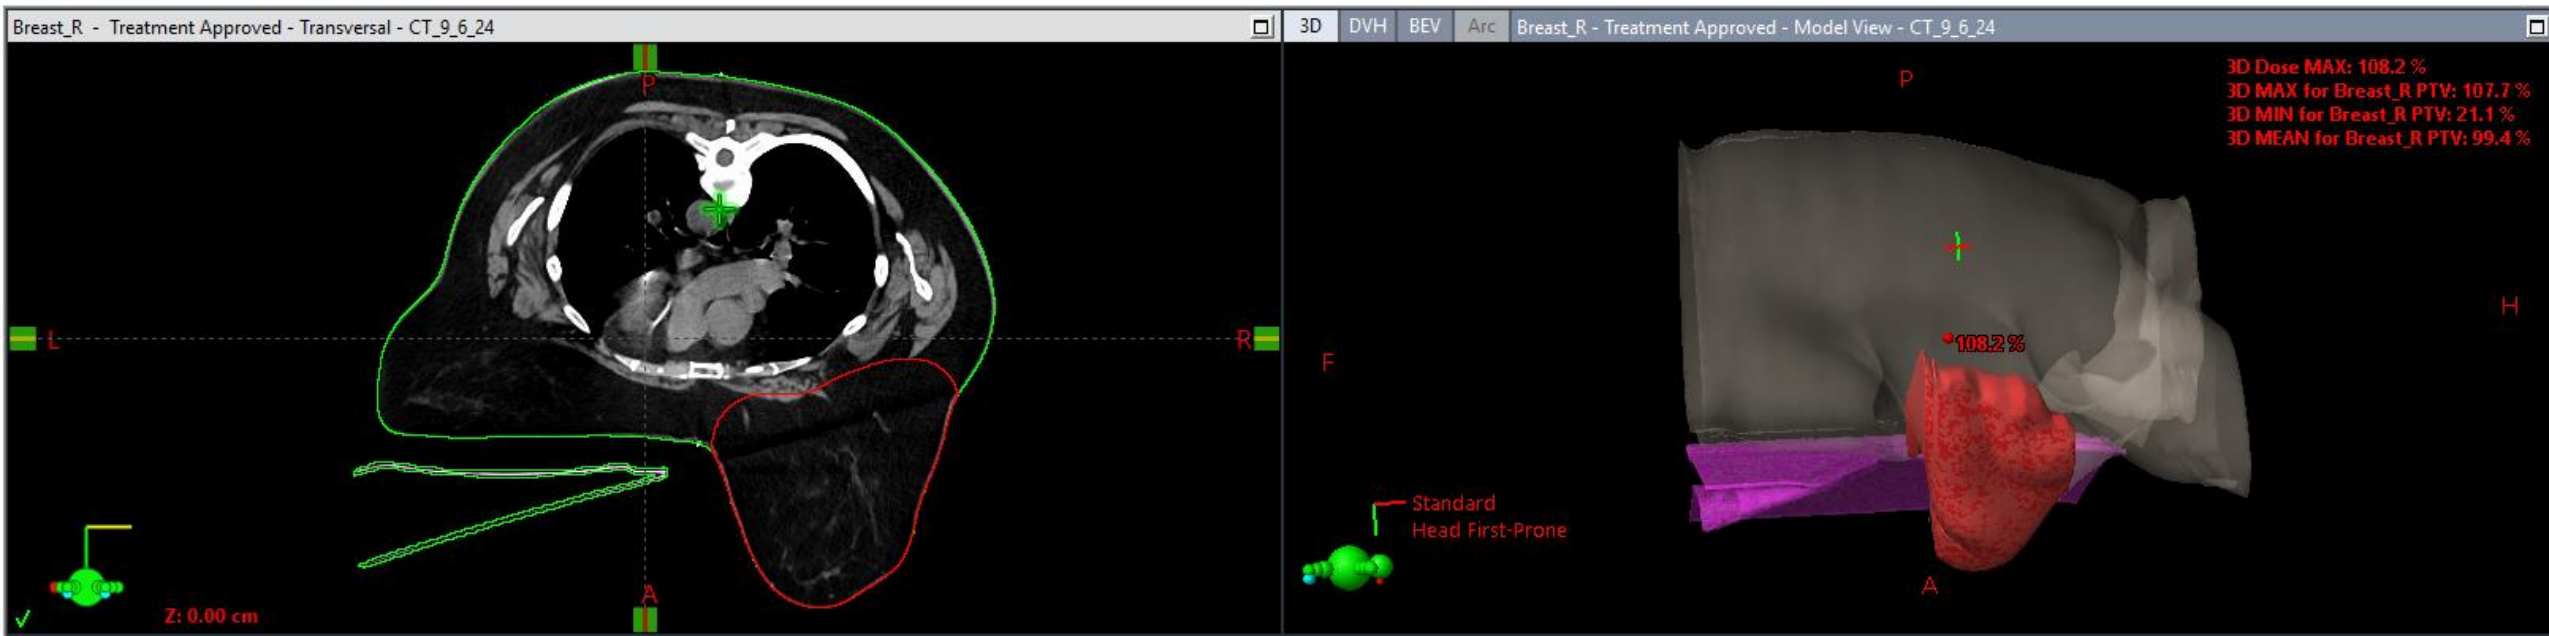 Breast_R - Treatment Approved - Transversal - CT_9_6_24
P
L
R
A
Z: 0.00 cm
3D DVH BEV Arc Breast_R - Treatment Approved - Model View - CT_9_6_24
3D Dose MAX: 108.2 %
3D MAX for Breast_R PTV: 107.7 %
3D MIN for Breast_R PTV: 21.1 %
3D MEAN for Breast_R PTV: 99.4 %
P
H
108.2 %
F
Standard
Head First-Prone
A